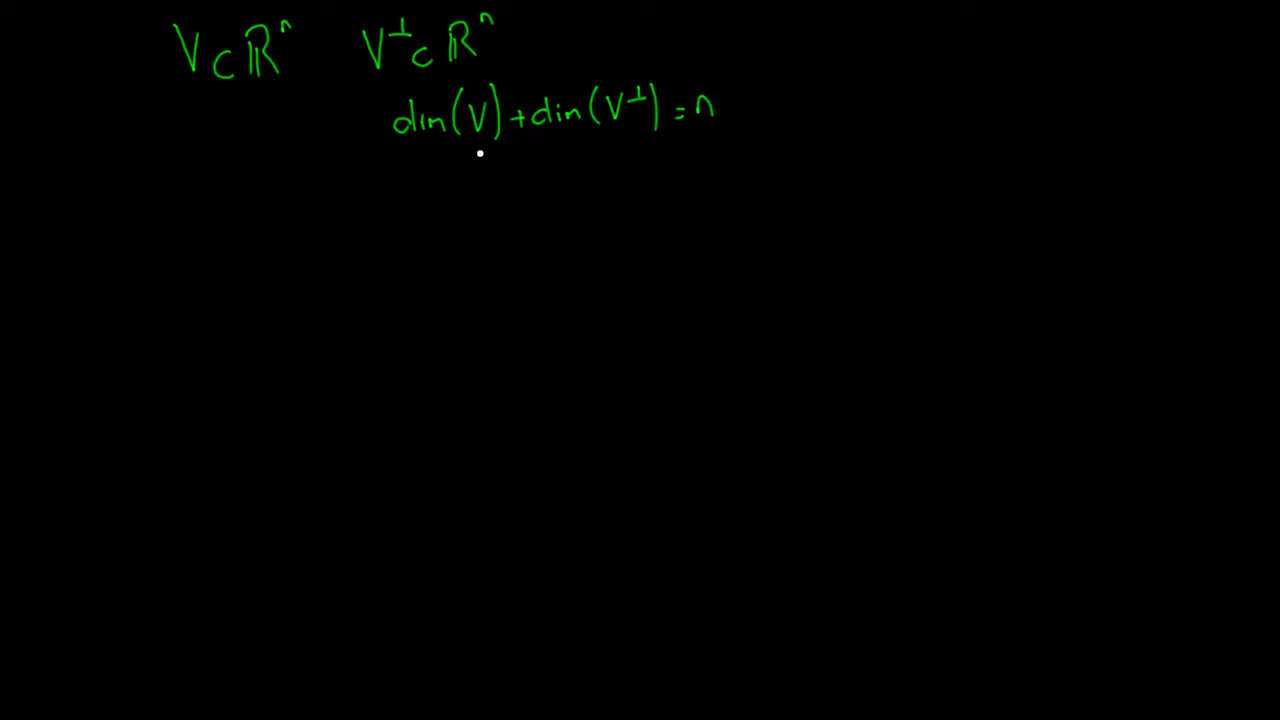 V ⊂ ℝⁿ V^⊥ ⊂ ℝⁿ
dim(V) + dim(V^⊥) = n